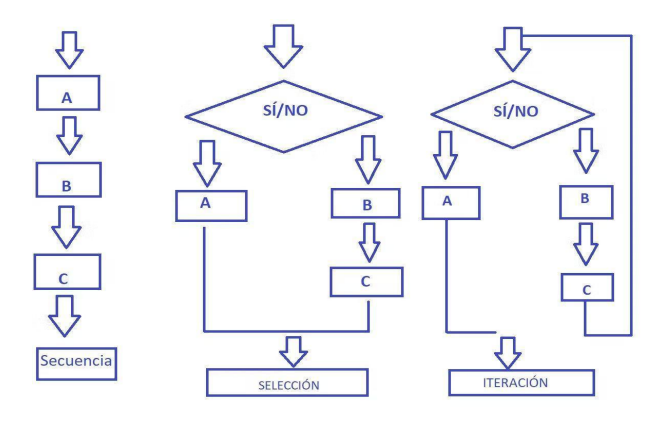 A
B
C
Secuencia
SÍ/NO
A
B
C
SELECCIÓN
SÍ/NO
A
B
C
ITERACIÓN